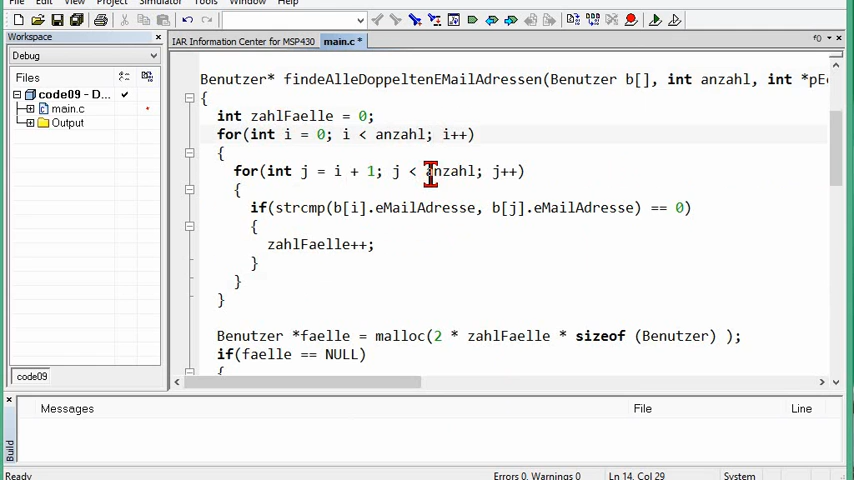 File Edit View Project Simulator Tools Window Help
Workspace
Debug
Files
code09 - D...
main.c
Output
code09
IAR Information Center for MSP430 main.c *
f0
Benutzer* findeAlleDoppeltenEMailAdressen(Benutzer b[], int anzahl, int *pE
{
int zahlFaelle = 0;
for(int i = 0; i < anzahl; i++)
{
for(int j = i + 1; j < anzahl; j++)
{
if(strcmp(b[i].eMailAdresse, b[j].eMailAdresse) == 0)
{
zahlFaelle++;
}
}
}
Benutzer *faelle = malloc(2 * zahlFaelle * sizeof (Benutzer) );
if(faelle == NULL)
{
Messages File Line
Build
Ready Errors 0, Warnings 0 Ln 14, Col 29 System